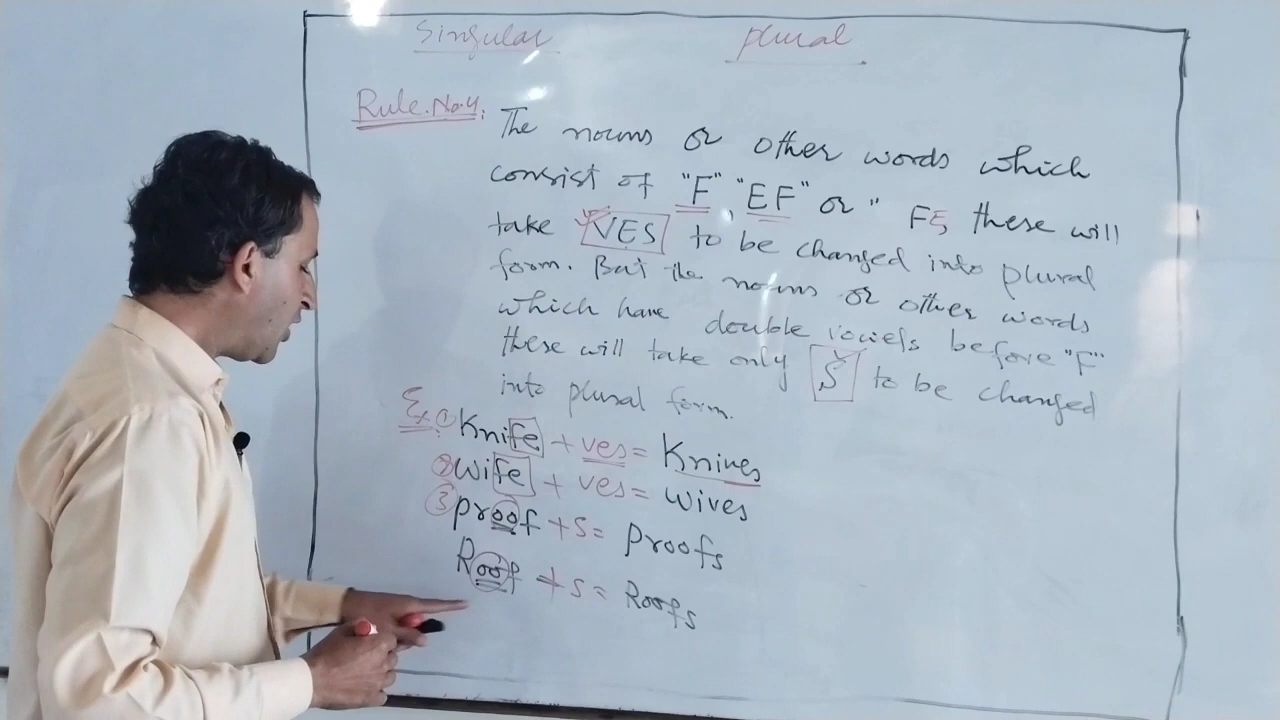 Singular plural
Rule.No.4: The nouns or other words which
consist of "F", "EF" or " FE, these will
take VES to be changed into plural
form. But the nouns or other words
which have double vowels before "F"
these will take only S to be changed
into plural form.
Ex: ① Knife + ves = Knives
② wife + ves = wives
③ proof + s = proofs
Roof + s = Roofs